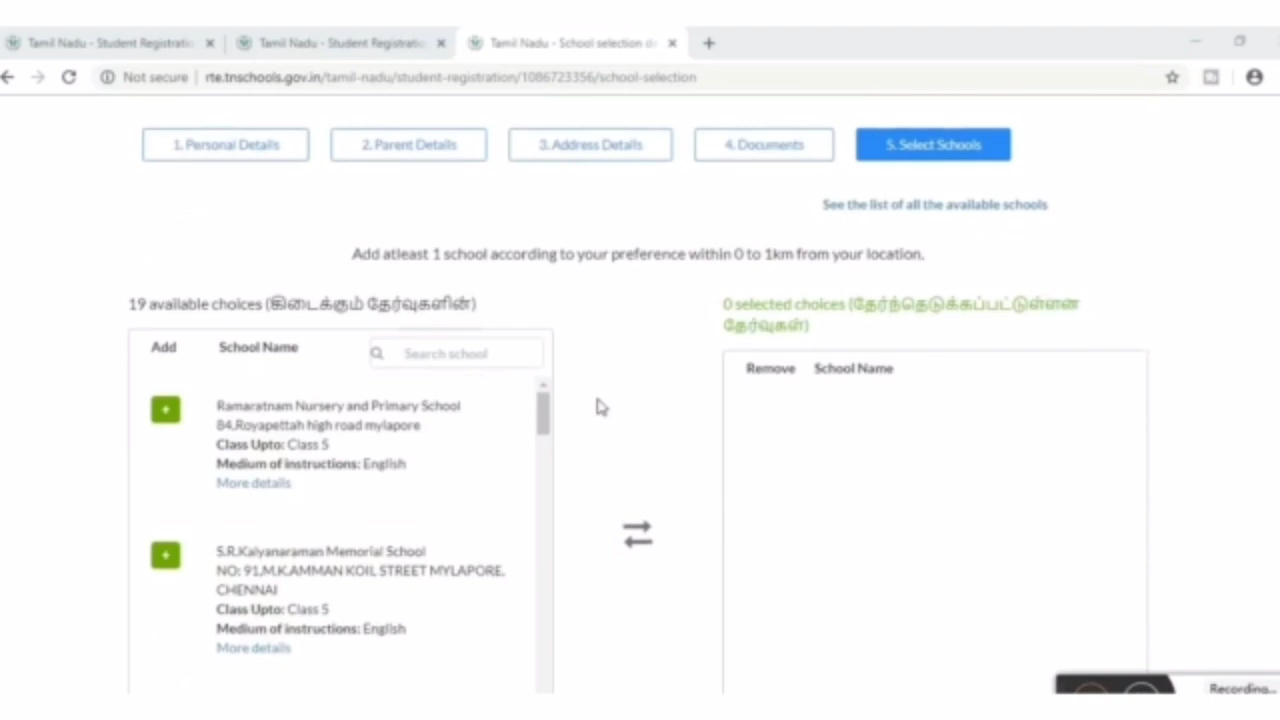 Tamil Nadu - Student Registratic
Tamil Nadu - Student Registratic
Tamil Nadu - School selection de
Not secure
rte.tnschools.gov.in/tamil-nadu/student-registration/1086723356/school-selection
1. Personal Details
2. Parent Details
3. Address Details
4. Documents
5. Select Schools
See the list of all the available schools
Add atleast 1 school according to your preference within 0 to 1km from your location.
19 available choices (கிடைக்கும் தேர்வுகளின்)
Add
School Name
Search school
Ramaratnam Nursery and Primary School
84,Royapettah high road mylapore
Class Upto: Class 5
Medium of instructions: English
More details
S.R.Kalyanaraman Memorial School
NO: 91,M.K.AMMAN KOIL STREET MYLAPORE,
CHENNAI
Class Upto: Class 5
Medium of instructions: English
More details
0 selected choices (தேர்ந்தெடுக்கப்பட்டுள்ளன
தேர்வுகள்)
Remove
School Name
Recording...